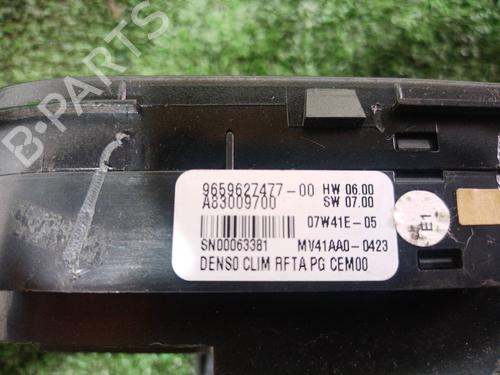 B-PARTS
9659627477-00 HW 06.00
A83009700 SW 07.00
07W41E-05
SN00063381 MV41AA0-0423
DENSO CLIM RFTA PG CEM00
E1